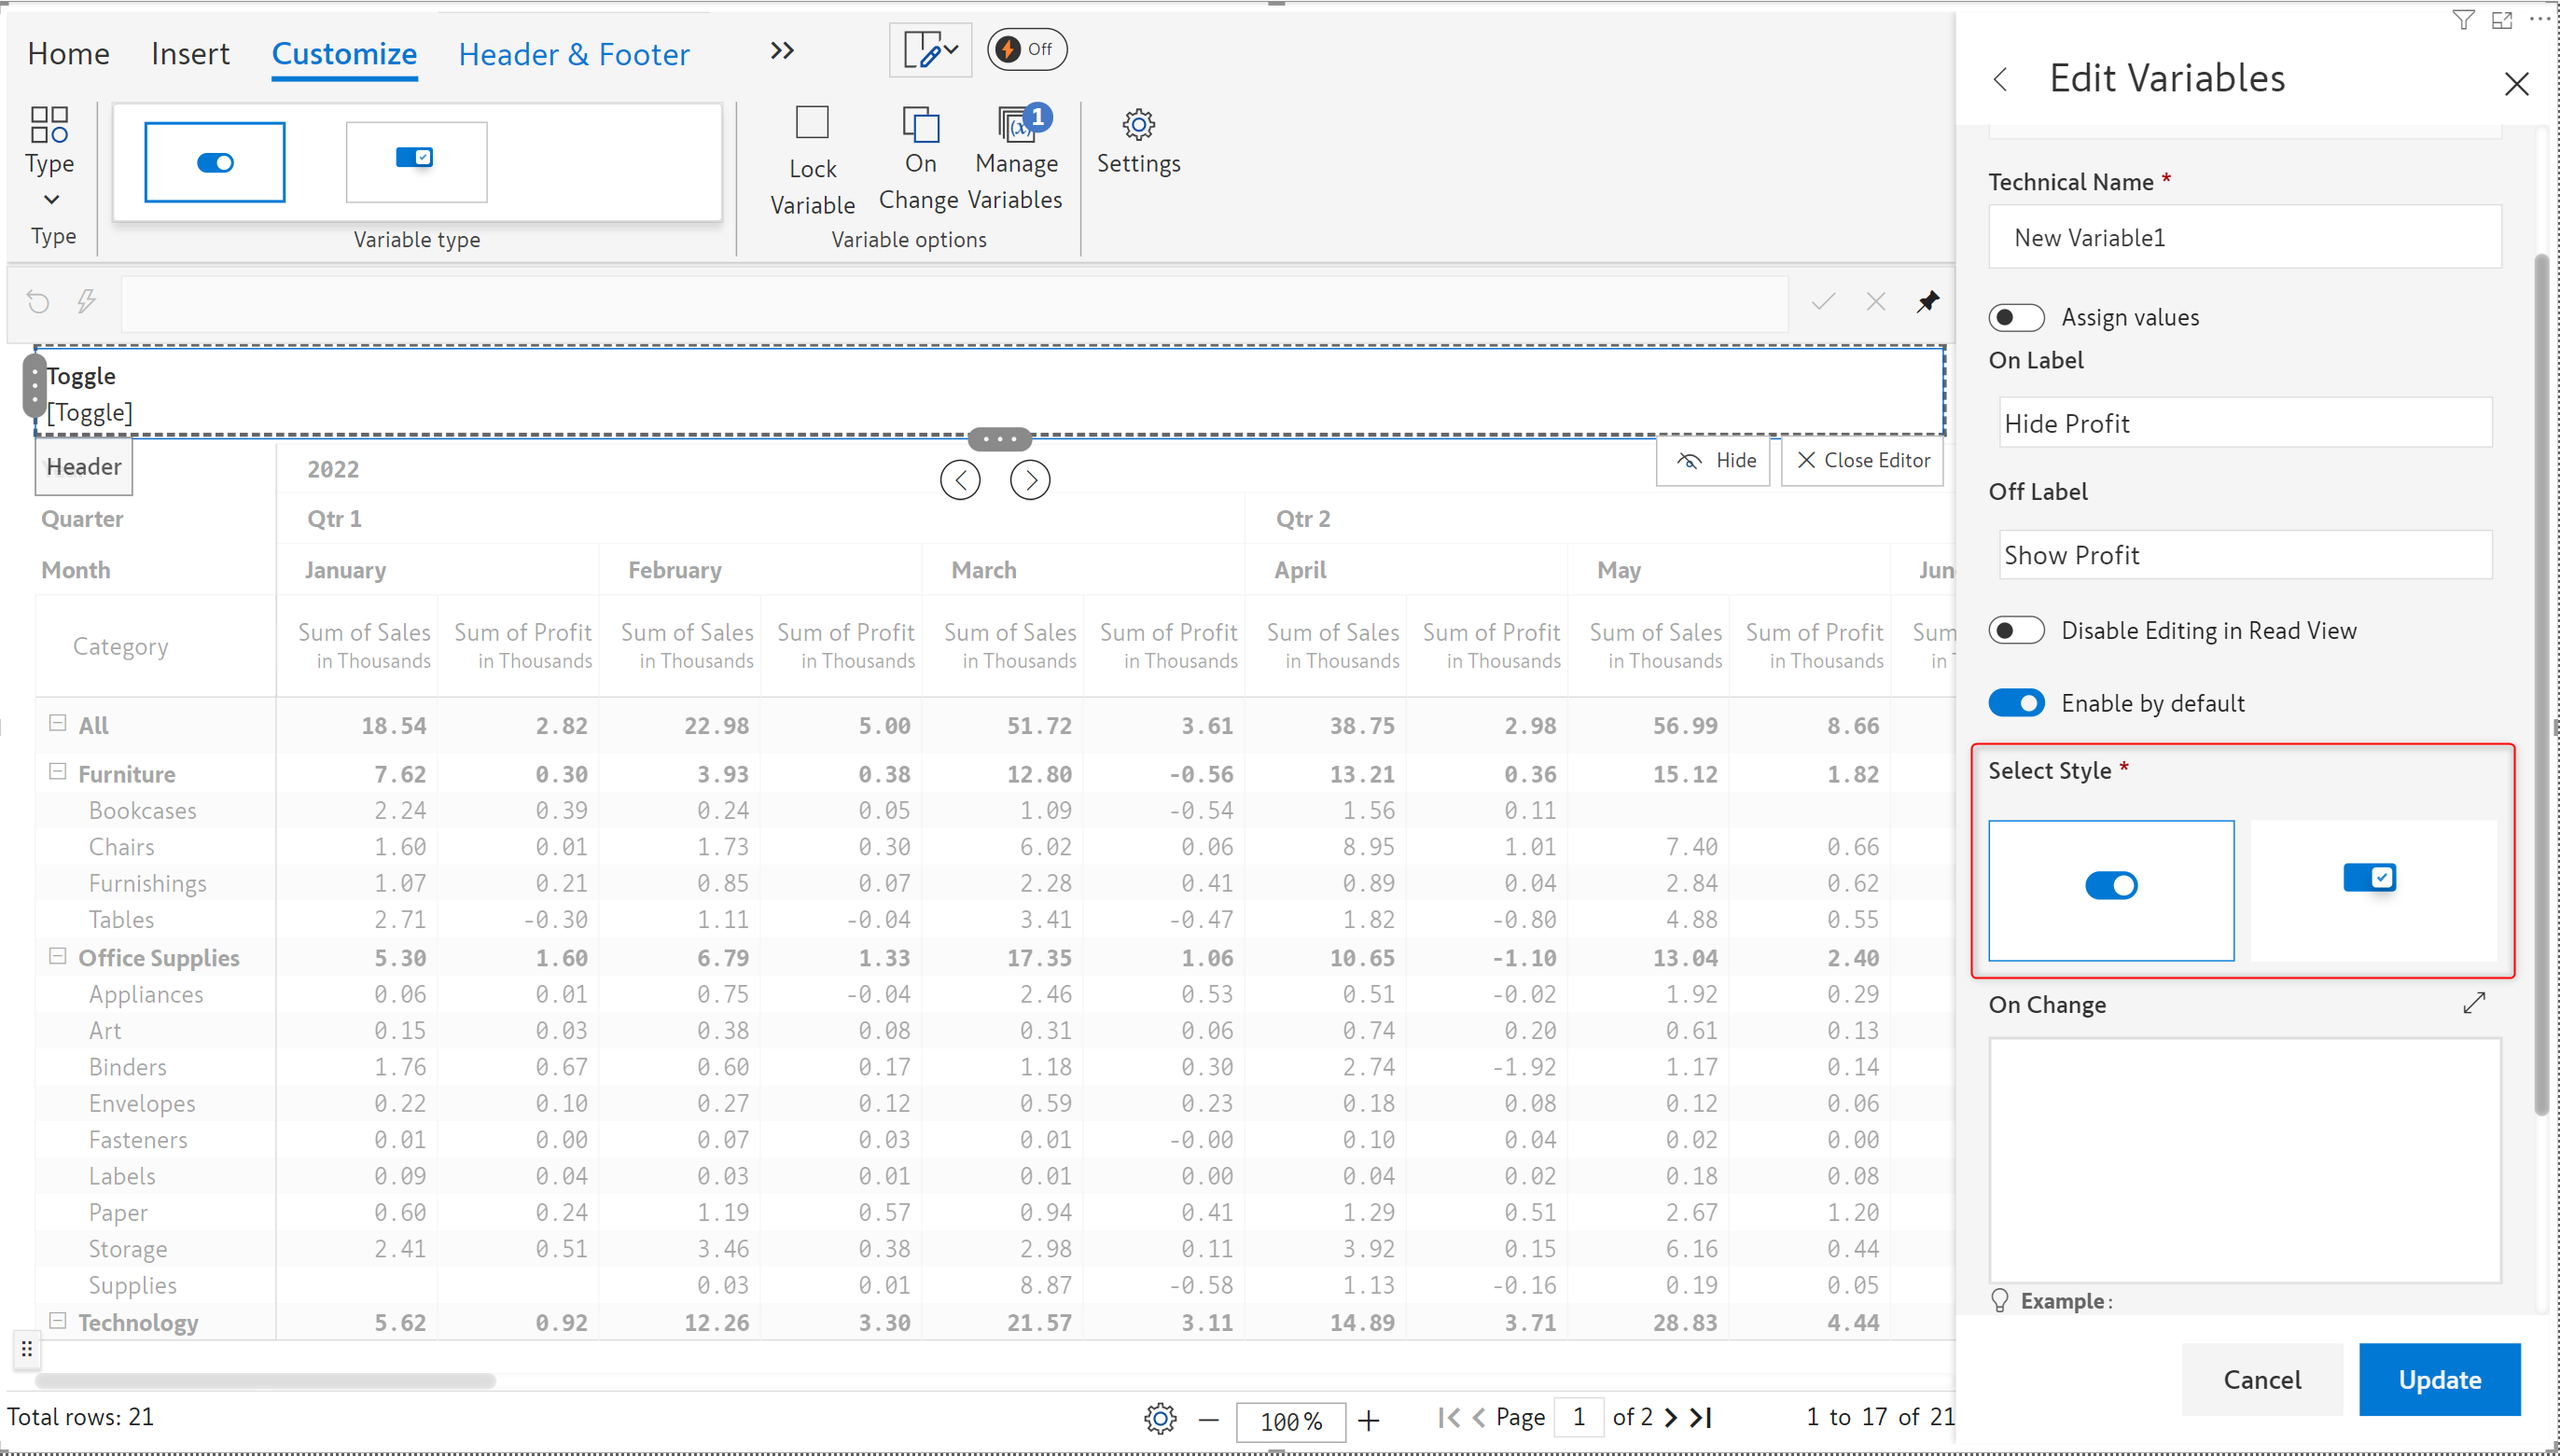 Home Insert Customize Header & Footer Off
Type
Type
Variable type
Lock Variable
On Change
Manage Variables
1
Variable options
Settings
Toggle
[Toggle]
Header
Hide Close Editor
2022
Quarter Qtr 1 Qtr 2
Month January February March April May Jun
Category Sum of Sales Sum of Profit Sum of Sales Sum of Profit Sum of Sales Sum of Profit Sum of Sales Sum of Profit Sum of Sales Sum of Profit Sum
in Thousands in Thousands in Thousands in Thousands in Thousands in Thousands in Thousands in Thousands in Thousands in Thousands in
All 18.54 2.82 22.98 5.00 51.72 3.61 38.75 2.98 56.99 8.66
Furniture 7.62 0.30 3.93 0.38 12.80 -0.56 13.21 0.36 15.12 1.82
Bookcases 2.24 0.39 0.24 0.05 1.09 -0.54 1.56 0.11
Chairs 1.60 0.01 1.73 0.30 6.02 0.06 8.95 1.01 7.40 0.66
Furnishings 1.07 0.21 0.85 0.07 2.28 0.41 0.89 0.04 2.84 0.62
Tables 2.71 -0.30 1.11 -0.04 3.41 -0.47 1.82 -0.80 4.88 0.55
Office Supplies 5.30 1.60 6.79 1.33 17.35 1.06 10.65 -1.10 13.04 2.40
Appliances 0.06 0.01 0.75 -0.04 2.46 0.53 0.51 -0.02 1.92 0.29
Art 0.15 0.03 0.38 0.08 0.31 0.06 0.74 0.20 0.61 0.13
Binders 1.76 0.67 0.60 0.17 1.18 0.30 2.74 -1.92 1.17 0.14
Envelopes 0.22 0.10 0.27 0.12 0.59 0.23 0.18 0.08 0.12 0.06
Fasteners 0.01 0.00 0.07 0.03 0.01 -0.00 0.10 0.04 0.02 0.00
Labels 0.09 0.04 0.03 0.01 0.01 0.00 0.04 0.02 0.18 0.08
Paper 0.60 0.24 1.19 0.57 0.94 0.41 1.29 0.51 2.67 1.20
Storage 2.41 0.51 3.46 0.38 2.98 0.11 3.92 0.15 6.16 0.44
Supplies 0.03 0.01 8.87 -0.58 1.13 -0.16 0.19 0.05
Technology 5.62 0.92 12.26 3.30 21.57 3.11 14.89 3.71 28.83 4.44
Total rows: 21 100% Page 1 of 2 1 to 17 of 21
Edit Variables
Technical Name *
New Variable1
Assign values
On Label
Hide Profit
Off Label
Show Profit
Disable Editing in Read View
Enable by default
Select Style *
On Change
Example:
Cancel Update